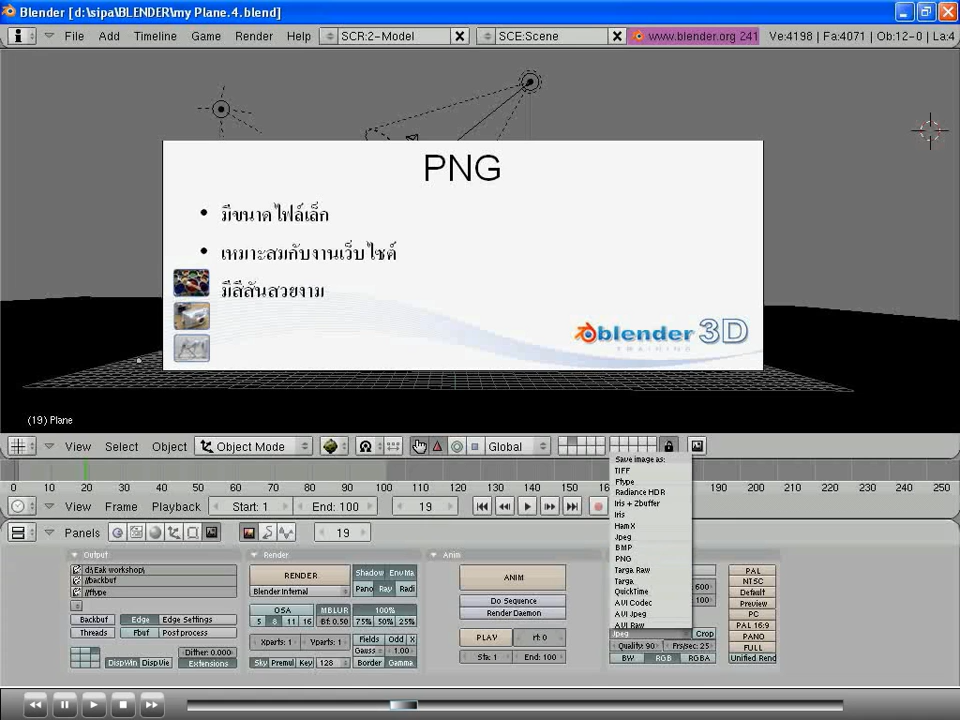 Blender [d:\sipa\BLENDER\my Plane.4.blend]
File Add Timeline Game Render Help SCR:2-Model SCE:Scene www.blender.org 241 Ve:4198 | Fa:4071 | Ob:12-0 | La:4
PNG
• มีขนาดไฟล์เล็ก
• เหมาะสมกับงานเว็บไซต์
มีสีสันสวยงาม
blender 3D
TRAINING
(19) Plane
View Select Object Object Mode Global
Save image as:
TIFF
Ftype
Radiance HDR
Iris + Zbuffer
Iris
HamX
Jpeg
BMP
PNG
Targa Raw
Targa
QuickTime
AVI Codec
AVI Jpeg
AVI Raw
0 10 20 30 40 50 60 70 80 90 100 110 120 130 140 150 190 200 210 220 230 240 250
View Frame Playback Start: 1 End: 100 19
Panels 19
Output
d:\Eak workshop\
//backbuf
//ftype
Backbuf Edge Edge Settings
Threads Fbuf Postprocess
DispWin DispVie Dither: 0.000
Extensions
Render
RENDER
Blender Internal
Shadow EnvMa
Pano Ray Radi
OSA MBLUR 100%
5 8 11 16 Bf: 0.50 75% 50% 25%
Xparts: 1 Yparts: 1 Fields Odd X
Gauss 1.00
Sky Premul Key 128 Border Gamma
Anim
ANIM
Do Sequence
Render Daemon
PLAY rt: 0
Sta: 1 End: 100
600
100
Jpeg Crop
Quality: 90 Frs/sec: 25
BW RGB RGBA
PAL
NTSC
Default
Preview
PC
PAL 16:9
PANO
FULL
Unified Rend